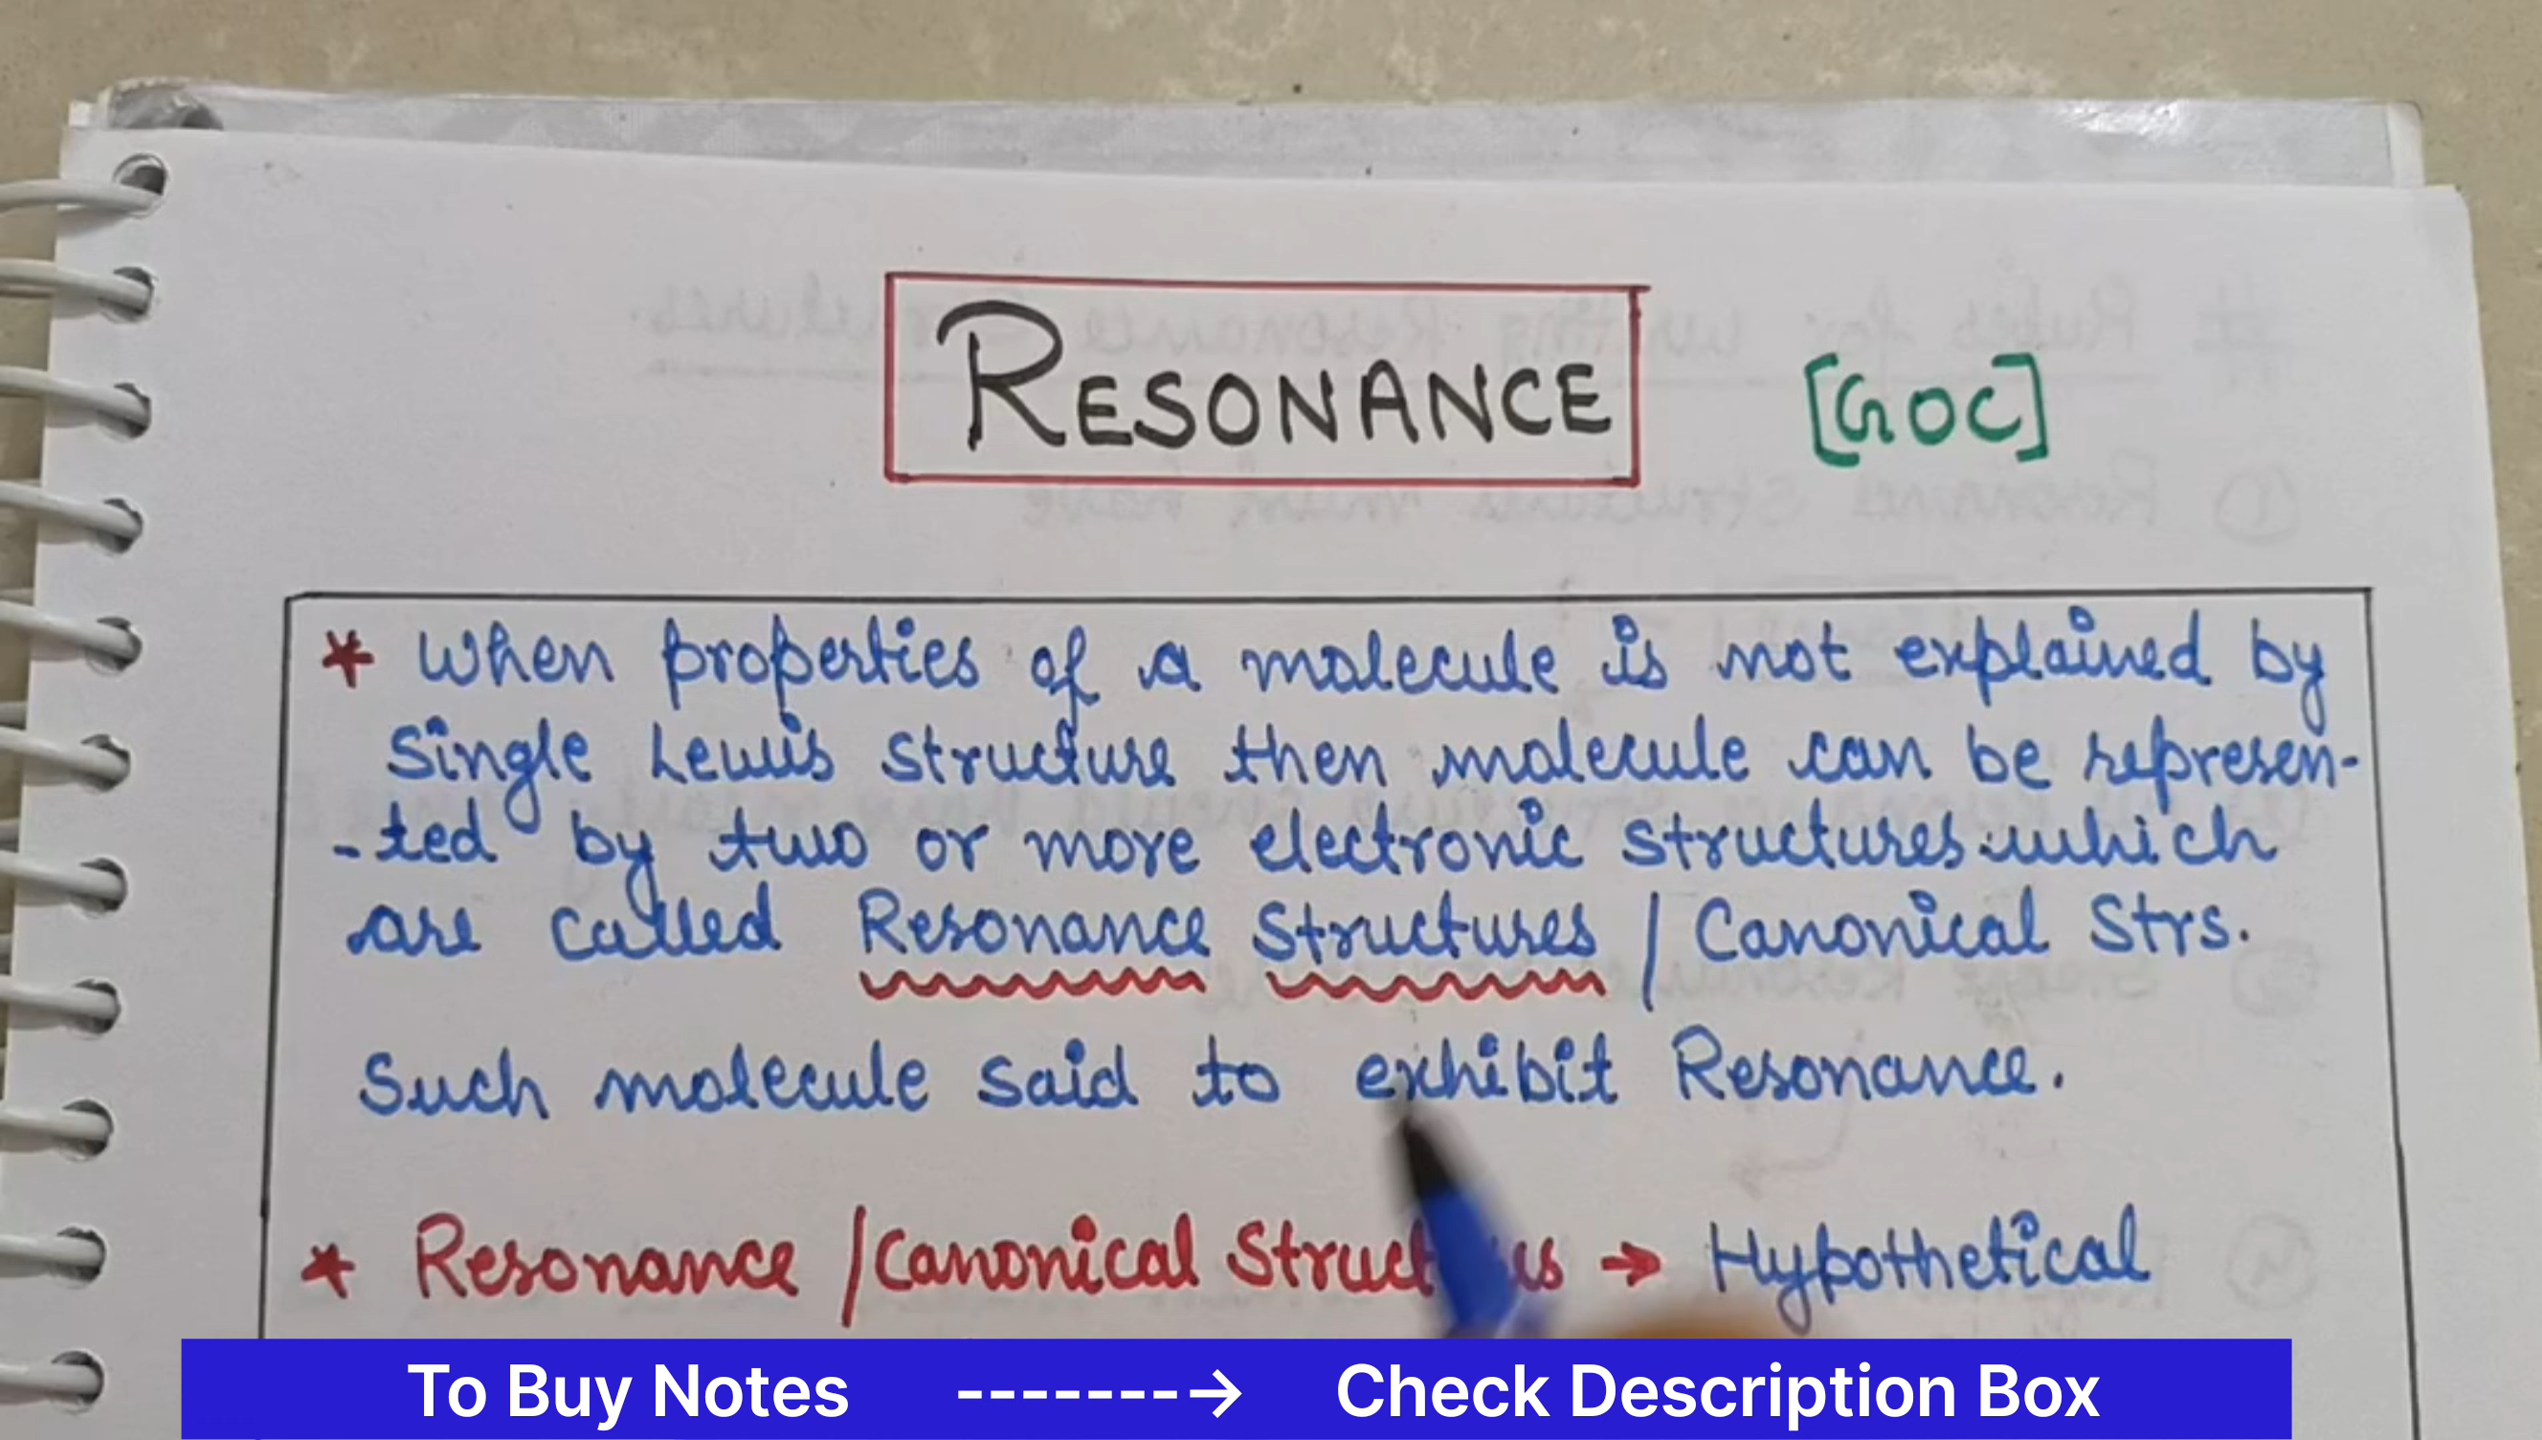 RESONANCE [GOC]
* When properties of a molecule is not explained by
Single Lewis structure then molecule can be represen-
-ted by two or more electronic structures which
are called Resonance Structures / Canonical Strs.
Such molecule said to exhibit Resonance.
* Resonance / Canonical → Hypothetical
To Buy Notes -------→ Check Description Box